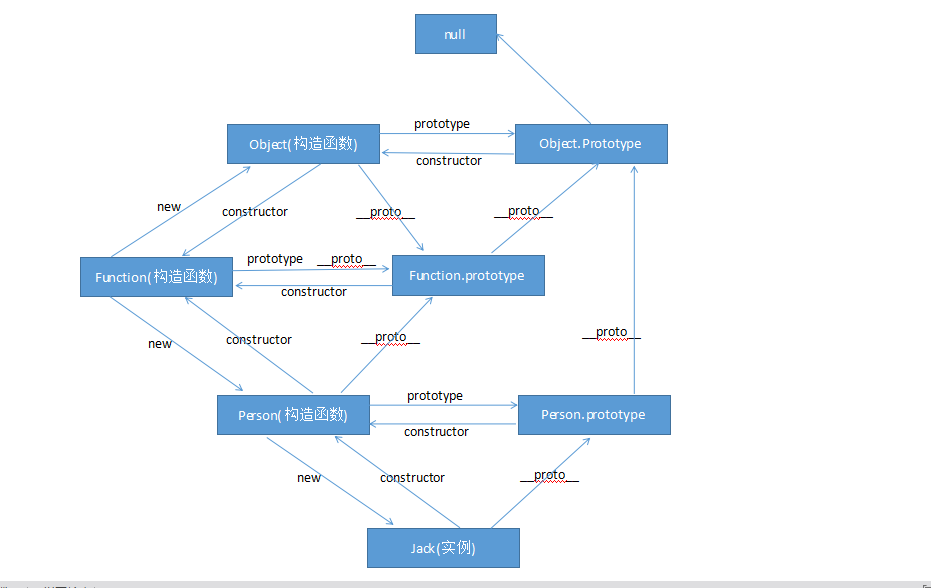 null
prototype
Object(构造函数)
Object.Prototype
constructor
new
constructor
__proto__
__proto__
prototype
__proto__
Function(构造函数)
Function.prototype
constructor
new
constructor
__proto__
__proto__
prototype
Person(构造函数)
Person.prototype
constructor
new
constructor
__proto__
Jack(实例)